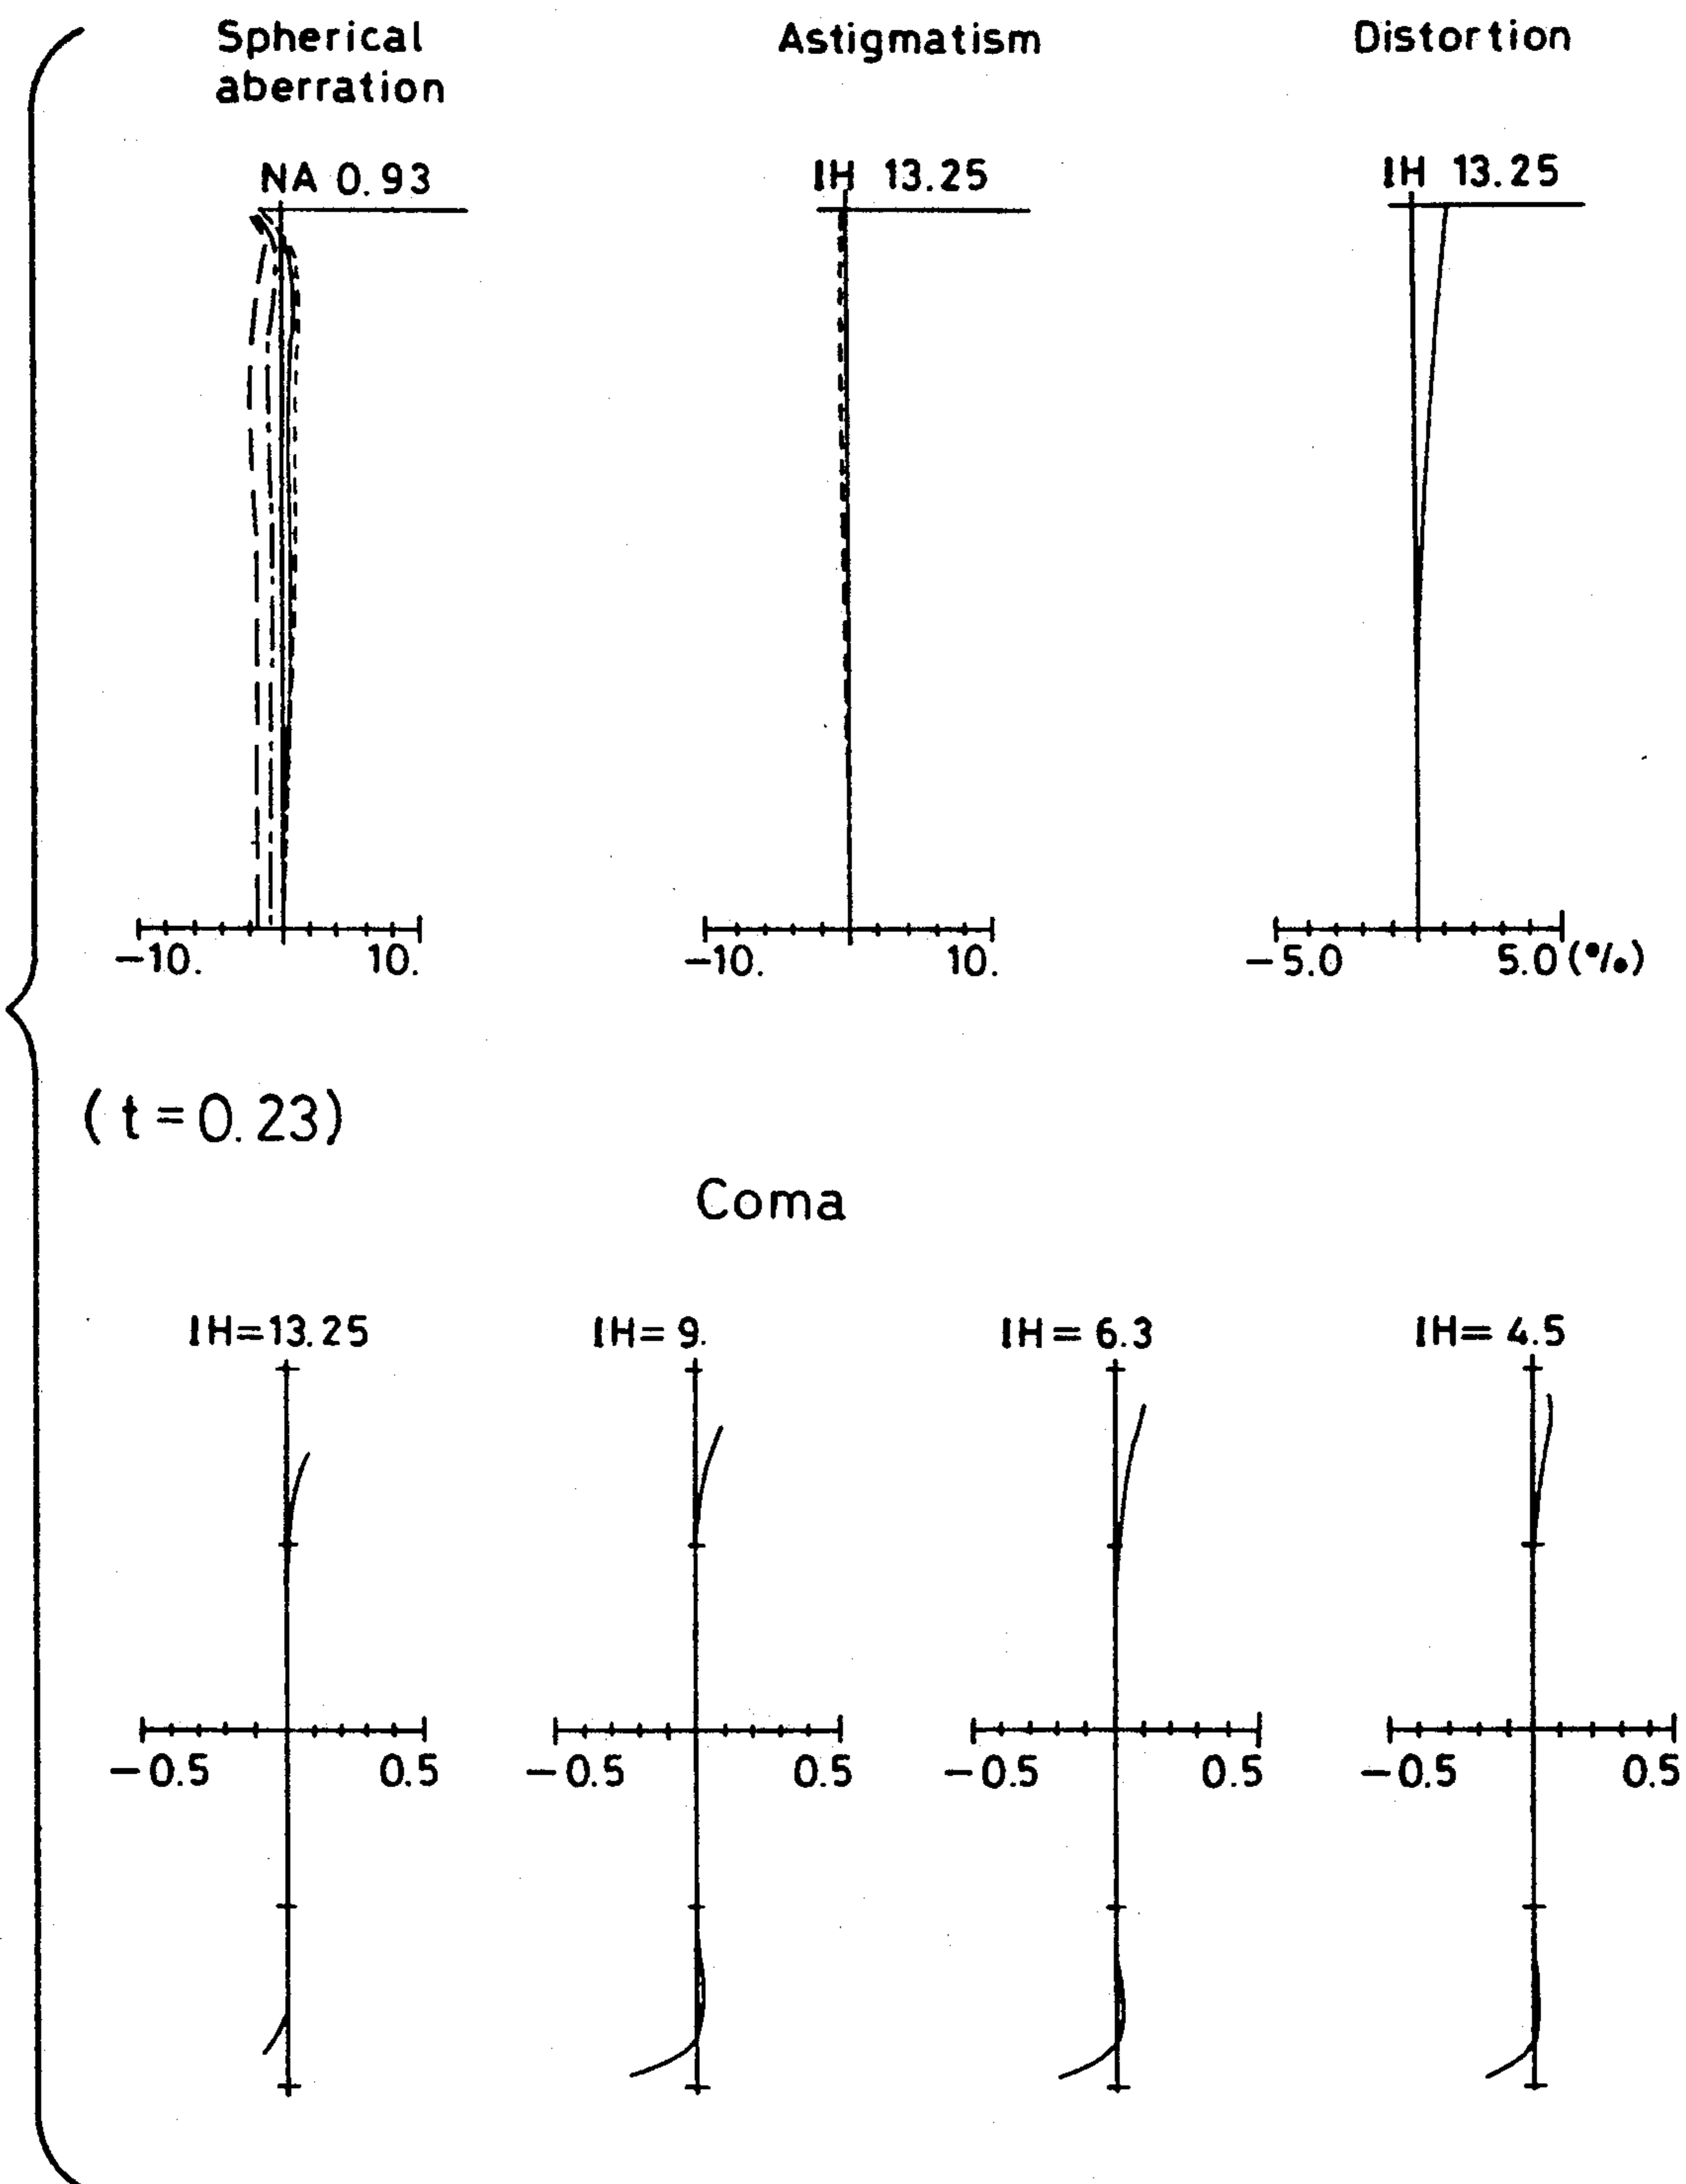 Spherical
aberration
Astigmatism
Distortion
NA 0.93
IH 13.25
IH 13.25
-10. 10.
-10. 10.
-5.0 5.0 (%)
(t=0.23)
Coma
IH=13.25
IH=9.
IH=6.3
IH=4.5
-0.5 0.5
-0.5 0.5
-0.5 0.5
-0.5 0.5